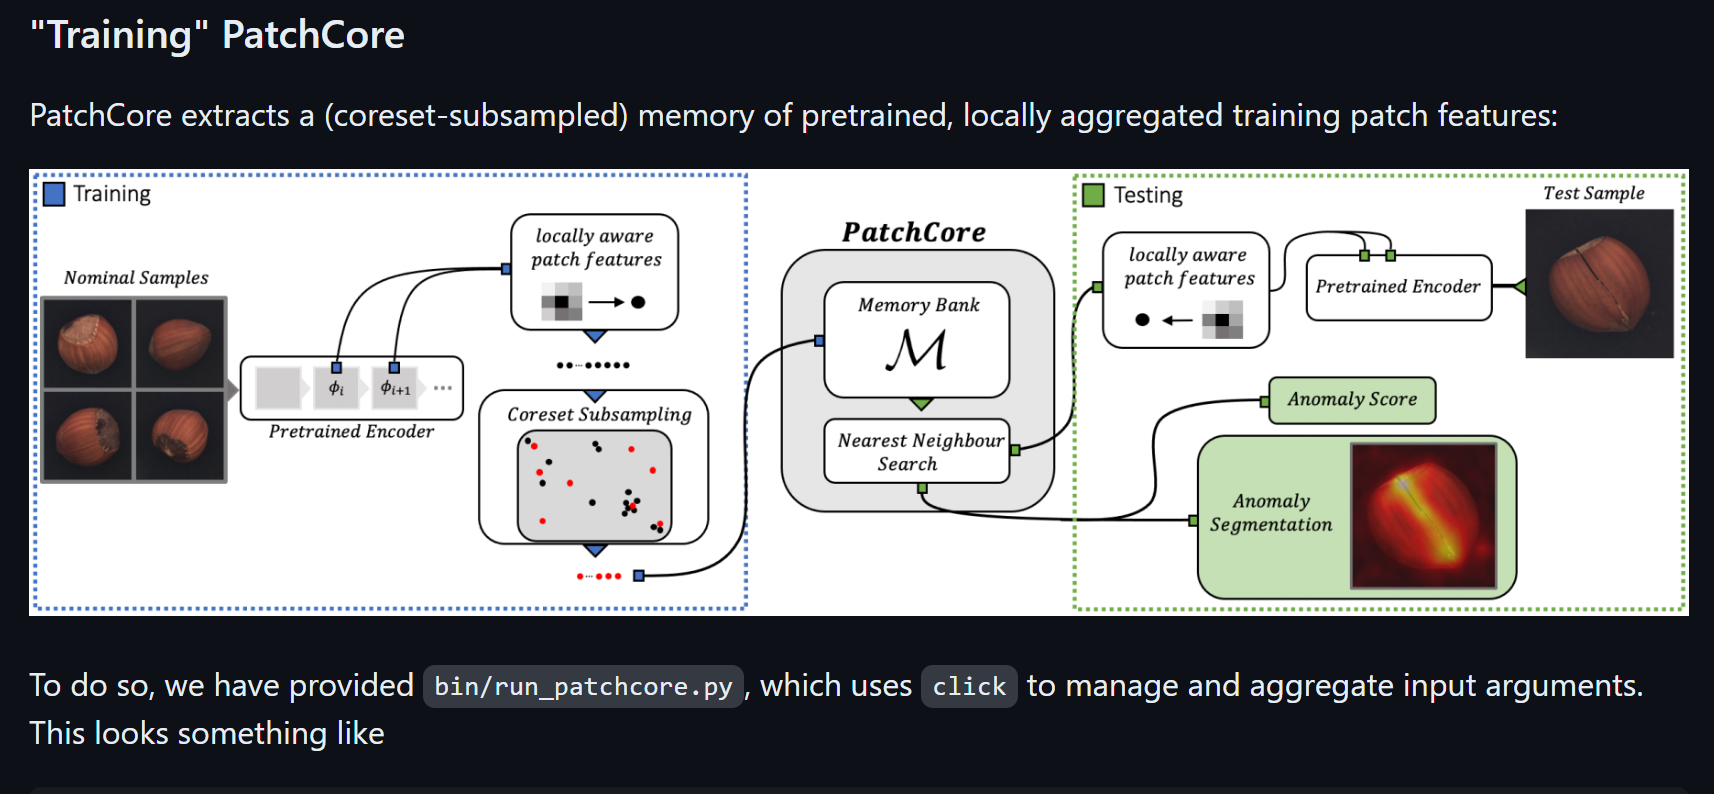 "Training" PatchCore
PatchCore extracts a (coreset-subsampled) memory of pretrained, locally aggregated training patch features:
Training
Nominal Samples
ϕi
ϕi+1
...
Pretrained Encoder
locally aware
patch features
Coreset Subsampling
PatchCore
Memory Bank
ℳ
Nearest Neighbour
Search
Testing
locally aware
patch features
Pretrained Encoder
Test Sample
Anomaly Score
Anomaly
Segmentation
To do so, we have provided bin/run_patchcore.py, which uses click to manage and aggregate input arguments.
This looks something like